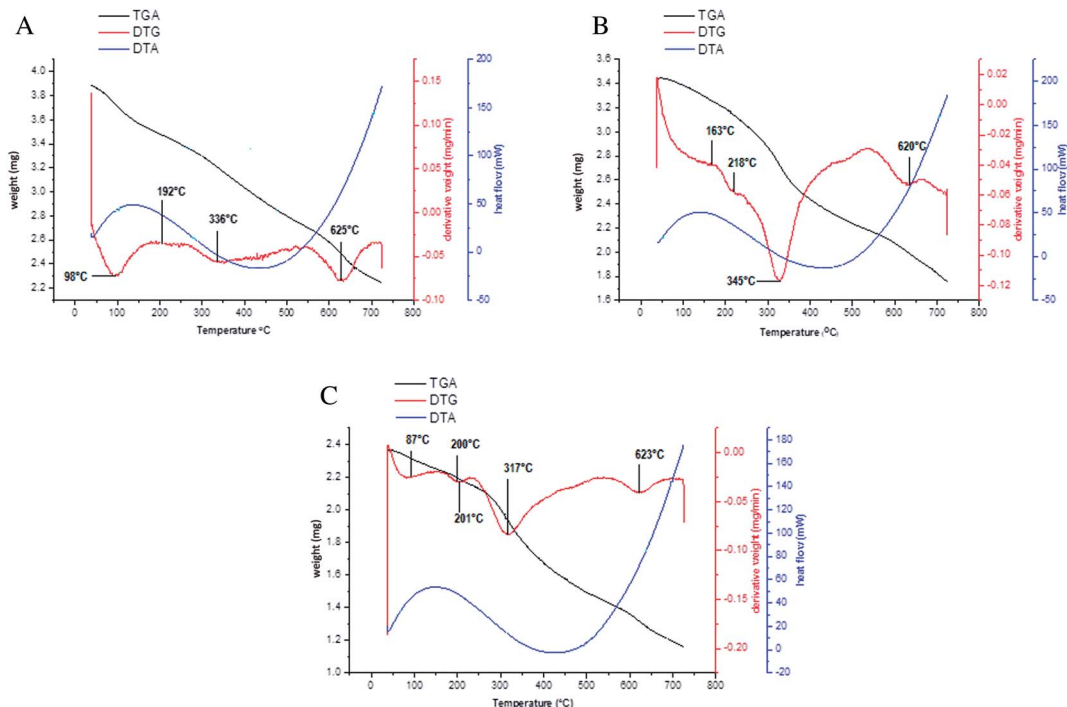 A
TGA
DTG
DTA
4.0
3.8
3.6
3.4
3.2
3.0
2.8
2.6
2.4
2.2
weight (mg)
0 100 200 300 400 500 600 700 800
Temperature °C
0.15
0.10
0.05
0.00
-0.05
-0.10
derivative weight (mg/min)
200
150
100
50
0
-50
heat flow (mW)
98°C
192°C
336°C
625°C
B
TGA
DTG
DTA
3.6
3.4
3.2
3.0
2.8
2.6
2.4
2.2
2.0
1.8
1.6
weight (mg)
0 100 200 300 400 500 600 700 800
Temperature (°C)
0.02
0.00
-0.02
-0.04
-0.06
-0.08
-0.10
-0.12
derivative weight (mg/min)
200
150
100
50
0
-50
heat flow (mW)
163°C
218°C
345°C
620°C
C
TGA
DTG
DTA
2.4
2.2
2.0
1.8
1.6
1.4
1.2
1.0
weight (mg)
0 100 200 300 400 500 600 700 800
Temperature (°C)
0.00
-0.05
-0.10
-0.15
-0.20
derivative weight (mg/min)
180
160
140
120
100
80
60
40
20
0
-20
heat flow (mW)
87°C
200°C
201°C
317°C
623°C